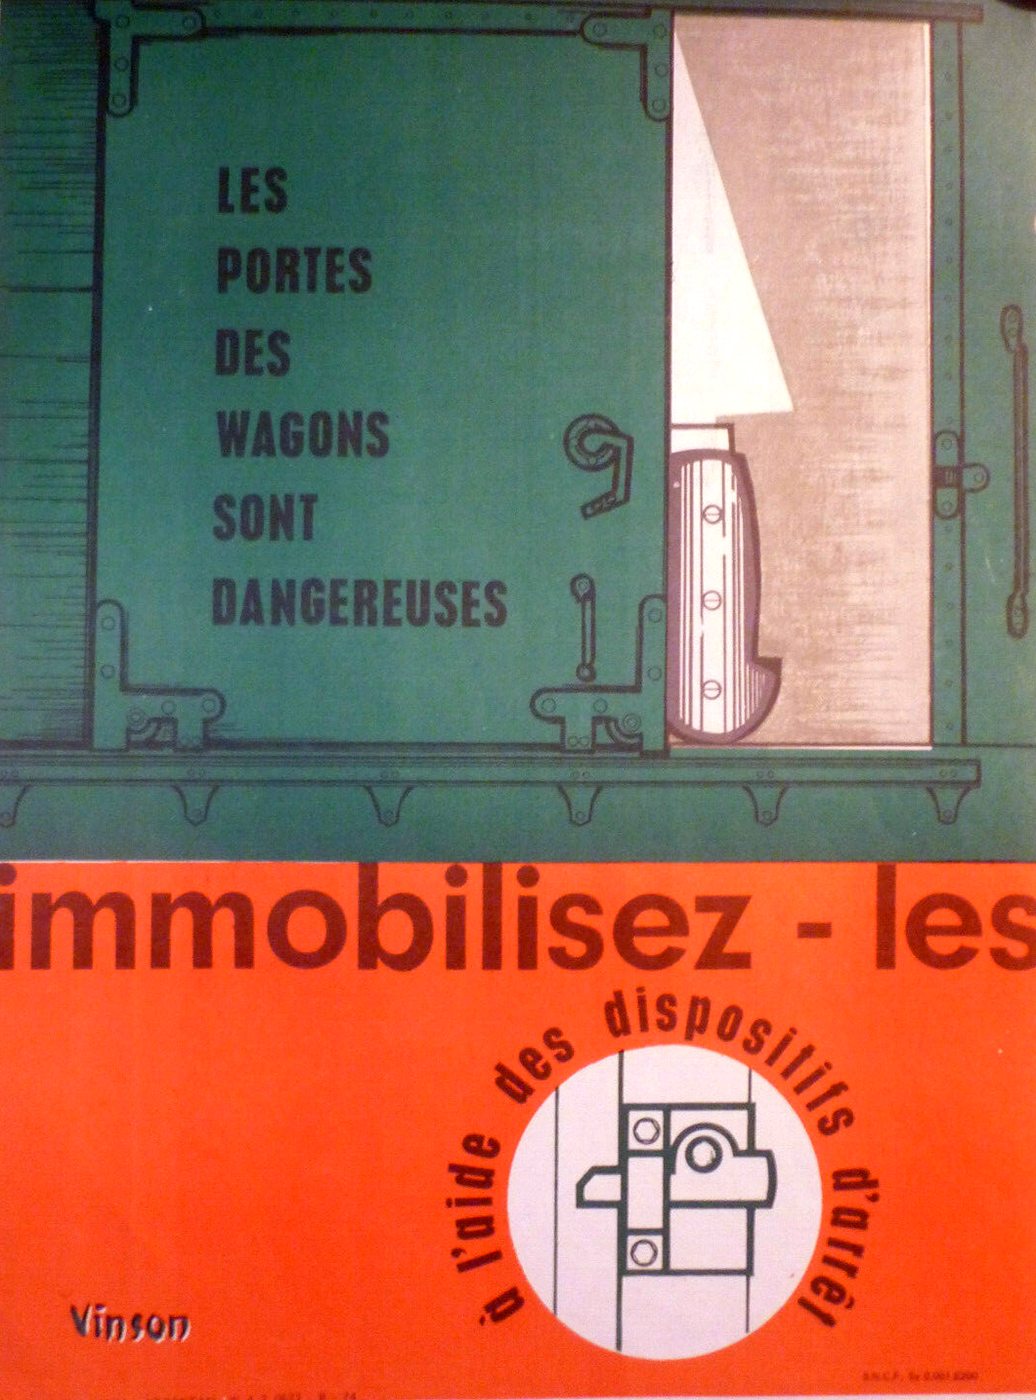 LES
PORTES
DES
WAGONS
SONT
DANGEREUSES
immobilisez - les
à l'aide des dispositifs d'arrêt
Vinson
S.N.C.F.